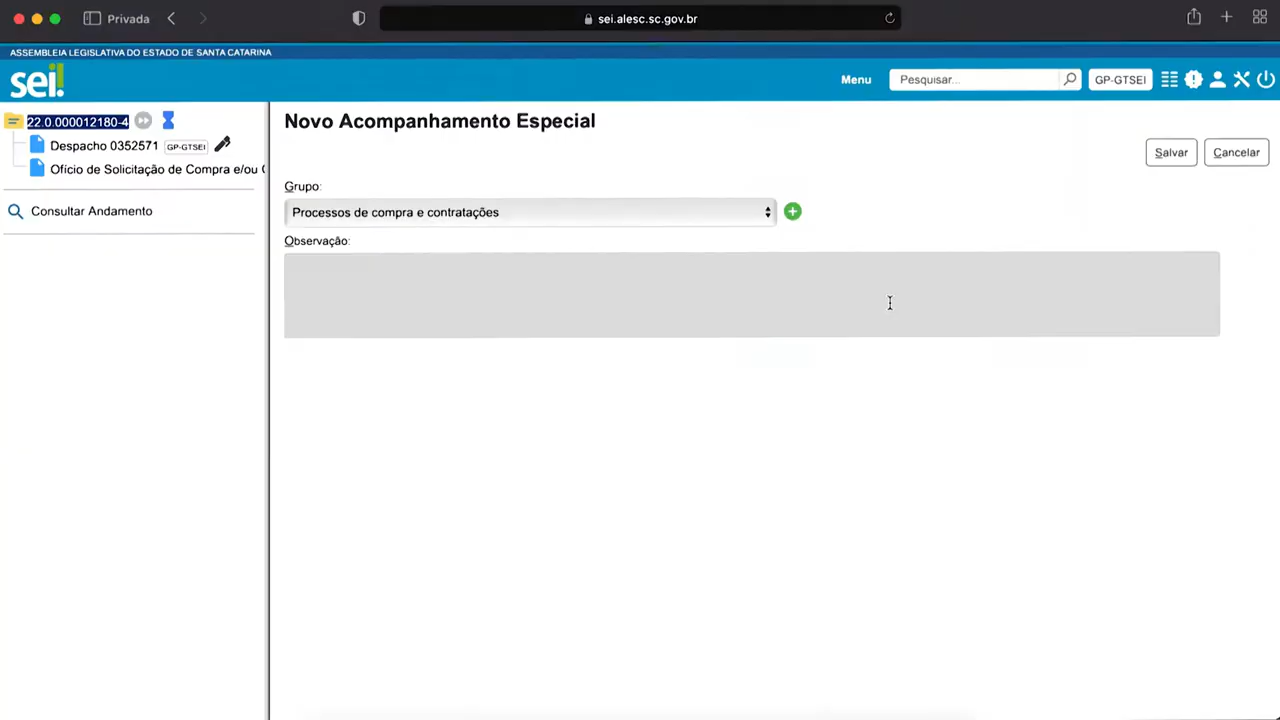 Privada
sei.alesc.sc.gov.br
ASSEMBLEIA LEGISLATIVA DO ESTADO DE SANTA CATARINA
sei!
Menu
Pesquisar...
GP-GTSEI
22.0.000012180-4
Despacho 0352571 GP-GTSEI
Ofício de Solicitação de Compra e/ou
Consultar Andamento
Novo Acompanhamento Especial
Salvar
Cancelar
Grupo:
Processos de compra e contratações
Observação: